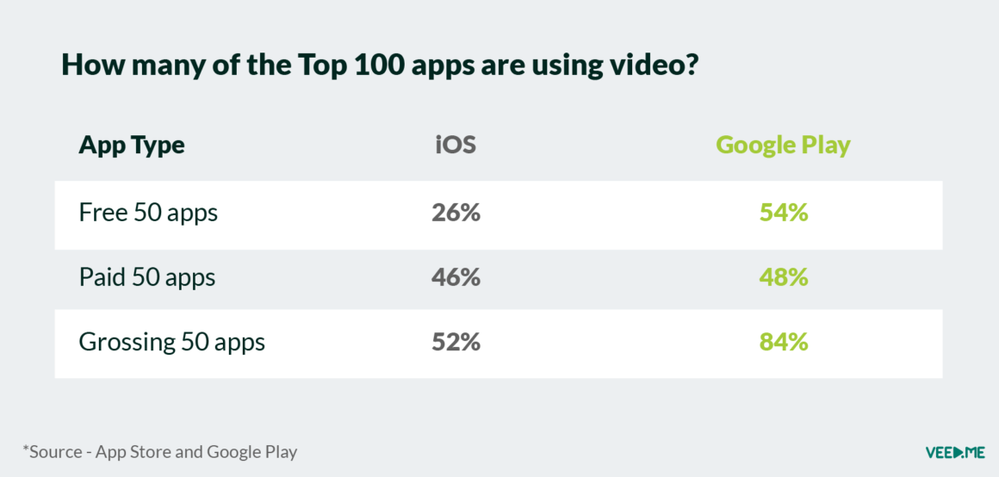 How many of the Top 100 apps are using video?
App Type iOS Google Play
Free 50 apps 26% 54%
Paid 50 apps 46% 48%
Grossing 50 apps 52% 84%
*Source - App Store and Google Play
VEED.ME